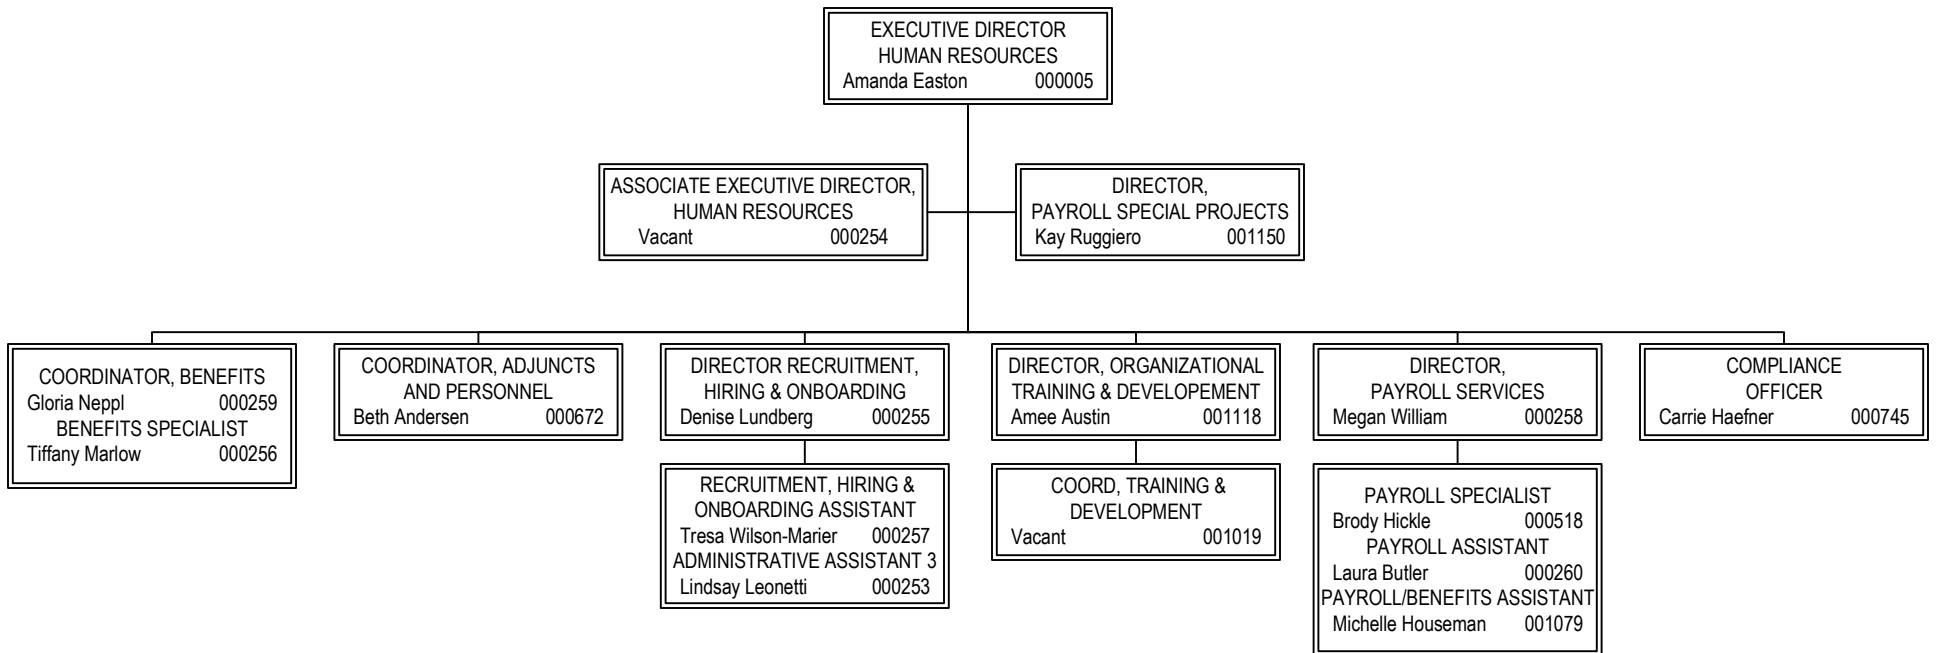 EXECUTIVE DIRECTOR
HUMAN RESOURCES
Amanda Easton 000005
ASSOCIATE EXECUTIVE DIRECTOR,
HUMAN RESOURCES
Vacant 000254
DIRECTOR,
PAYROLL SPECIAL PROJECTS
Kay Ruggiero 001150
COORDINATOR, BENEFITS
Gloria Neppl 000259
BENEFITS SPECIALIST
Tiffany Marlow 000256
COORDINATOR, ADJUNCTS
AND PERSONNEL
Beth Andersen 000672
DIRECTOR RECRUITMENT,
HIRING & ONBOARDING
Denise Lundberg 000255
DIRECTOR, ORGANIZATIONAL
TRAINING & DEVELOPEMENT
Amee Austin 001118
DIRECTOR,
PAYROLL SERVICES
Megan William 000258
COMPLIANCE
OFFICER
Carrie Haefner 000745
RECRUITMENT, HIRING &
ONBOARDING ASSISTANT
Tresa Wilson-Marier 000257
ADMINISTRATIVE ASSISTANT 3
Lindsay Leonetti 000253
COORD, TRAINING &
DEVELOPMENT
Vacant 001019
PAYROLL SPECIALIST
Brody Hickle 000518
PAYROLL ASSISTANT
Laura Butler 000260
PAYROLL/BENEFITS ASSISTANT
Michelle Houseman 001079